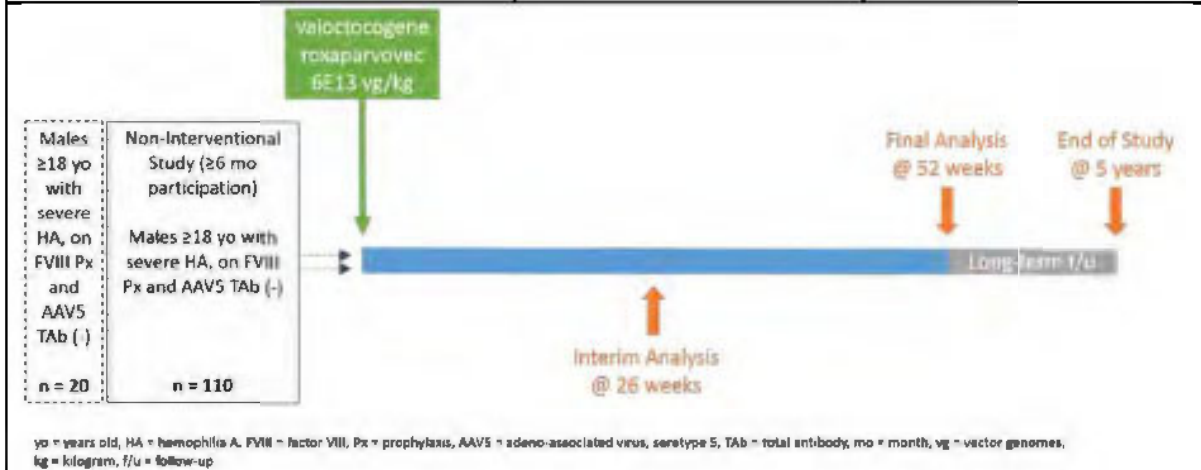 valoctocogene
roxaparvovec
6E13 vg/kg
Males
≥18 yo
with
severe
HA, on
FVIII Px
and
AAV5
TAb (-)
n = 20
Non-Interventional
Study (≥6 mo
participation)
Males ≥18 yo with
severe HA, on FVIII
Px and AAV5 TAb (-)
n = 110
Final Analysis
@ 52 weeks
End of Study
@ 5 years
Long-term f/u
Interim Analysis
@ 26 weeks
yo = years old, HA = hemophilia A, FVIII = factor VIII, Px = prophylaxis, AAV5 = adeno-associated virus, serotype 5, TAb = total antibody, mo = month, vg = vector genomes,
kg = kilogram, f/u = follow-up